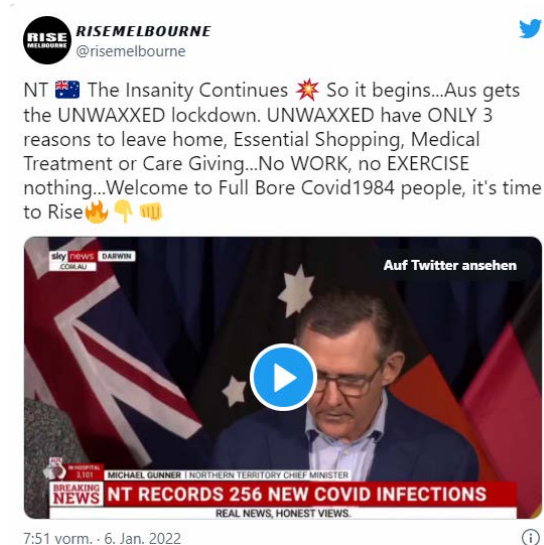 RISE
MELBOURNE
RISEMELBOURNE
@risemelbourne
NT 🇦🇺 The Insanity Continues 💥 So it begins...Aus gets
the UNWAXXED lockdown. UNWAXXED have ONLY 3
reasons to leave home, Essential Shopping, Medical
Treatment or Care Giving...No WORK, no EXERCISE
nothing...Welcome to Full Bore Covid1984 people, it's time
to Rise🔥👇👊
sky news DARWIN
.COM.AU
Auf Twitter ansehen
IN HOSPITAL
3,101
MICHAEL GUNNER | NORTHERN TERRITORY CHIEF MINISTER
BREAKING
NEWS
NT RECORDS 256 NEW COVID INFECTIONS
REAL NEWS, HONEST VIEWS.
7:51 vorm. · 6. Jan. 2022